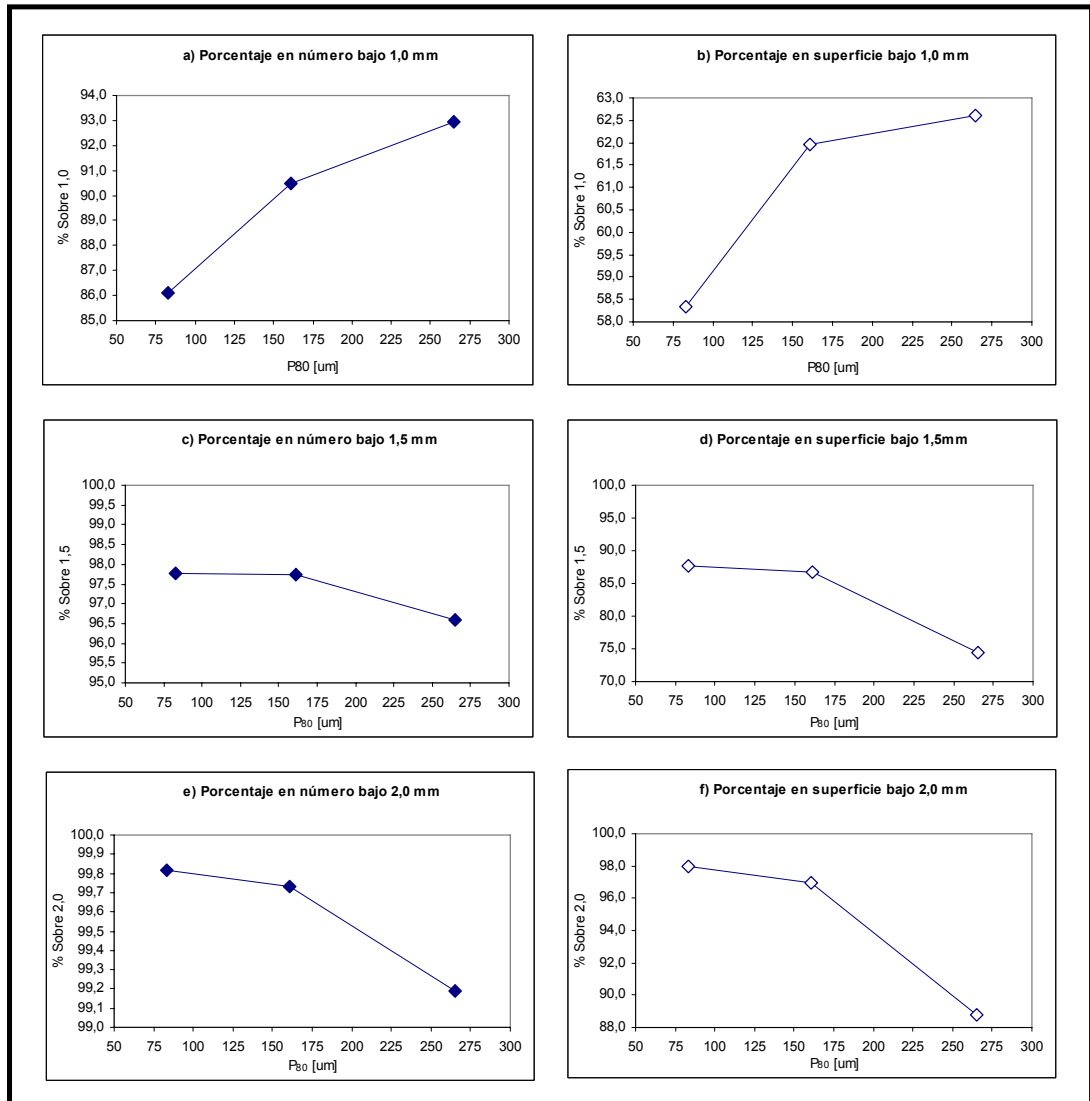 a) Porcentaje en número bajo 1,0 mm
94,0
93,0
92,0
91,0
90,0
89,0
88,0
87,0
86,0
85,0
% Sobre 1,0
50 75 100 125 150 175 200 225 250 275 300
P80 [um]
b) Porcentaje en superficie bajo 1,0 mm
63,0
62,5
62,0
61,5
61,0
60,5
60,0
59,5
59,0
58,5
58,0
% Sobre 1,0
50 75 100 125 150 175 200 225 250 275 300
P80 [um]
c) Porcentaje en número bajo 1,5 mm
100,0
99,5
99,0
98,5
98,0
97,5
97,0
96,5
96,0
95,5
95,0
% Sobre 1,5
50 75 100 125 150 175 200 225 250 275 300
P80 [um]
d) Porcentaje en superficie bajo 1,5mm
100,0
95,0
90,0
85,0
80,0
75,0
70,0
% Sobre 1,5
50 75 100 125 150 175 200 225 250 275 300
P80 [um]
e) Porcentaje en número bajo 2,0 mm
100,0
99,9
99,8
99,7
99,6
99,5
99,4
99,3
99,2
99,1
99,0
% Sobre 2,0
50 75 100 125 150 175 200 225 250 275 300
P80 [um]
f) Porcentaje en superficie bajo 2,0 mm
100,0
98,0
96,0
94,0
92,0
90,0
88,0
% Sobre 2,0
50 75 100 125 150 175 200 225 250 275 300
P80 [um]